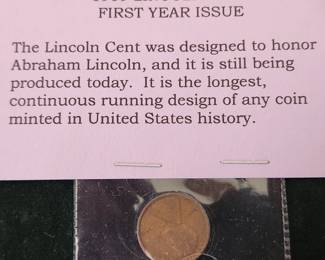 FIRST YEAR ISSUE
The Lincoln Cent was designed to honor
Abraham Lincoln, and it is still being
produced today.  It is the longest,
continuous running design of any coin
minted in United States history.